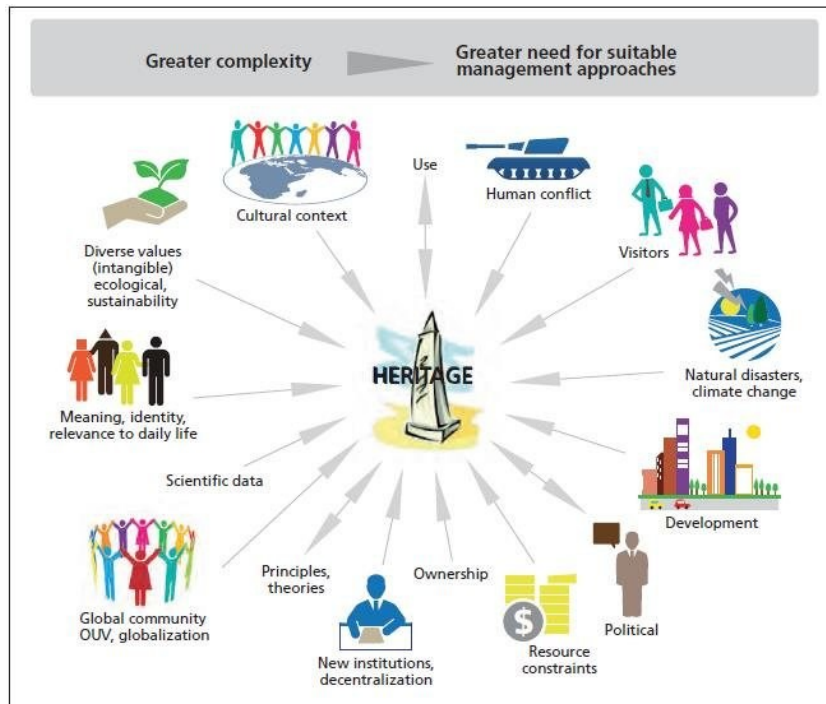 Greater complexity
Greater need for suitable
management approaches
Cultural context
Use
Human conflict
Visitors
Diverse values
(intangible)
ecological,
sustainability
HERITAGE
Natural disasters,
climate change
Meaning, identity,
relevance to daily life
Scientific data
Development
Global community
OUV, globalization
Principles,
theories
New institutions,
decentralization
Ownership
$
Resource
constraints
Political